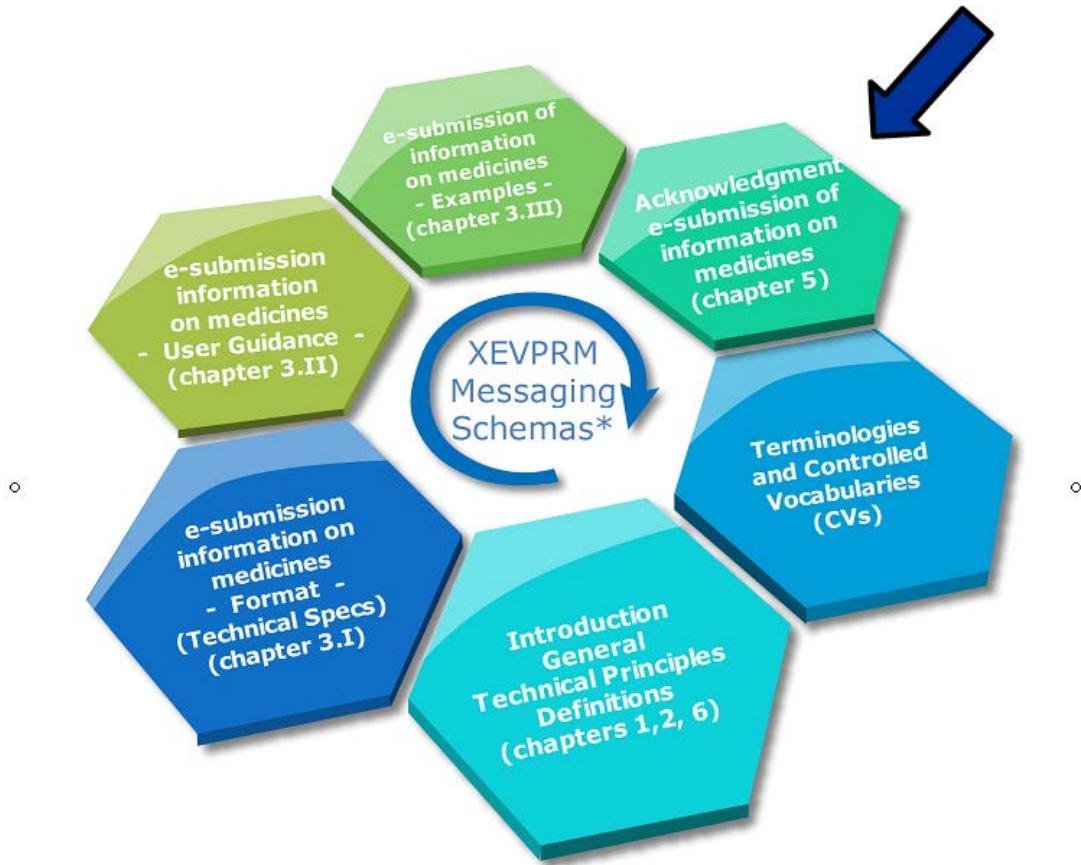 e-submission of
information
on medicines
- Examples -
(chapter 3.III)
Acknowledgment
e-submission of
information on
medicines
(chapter 5)
e-submission
information
on medicines
- User Guidance -
(chapter 3.II)
XEVPRM
Messaging
Schemas*
Terminologies
and Controlled
Vocabularies
(CVs)
e-submission
information on
medicines
- Format -
(Technical Specs)
(chapter 3.I)
Introduction
General
Technical Principles
Definitions
(chapters 1,2, 6)